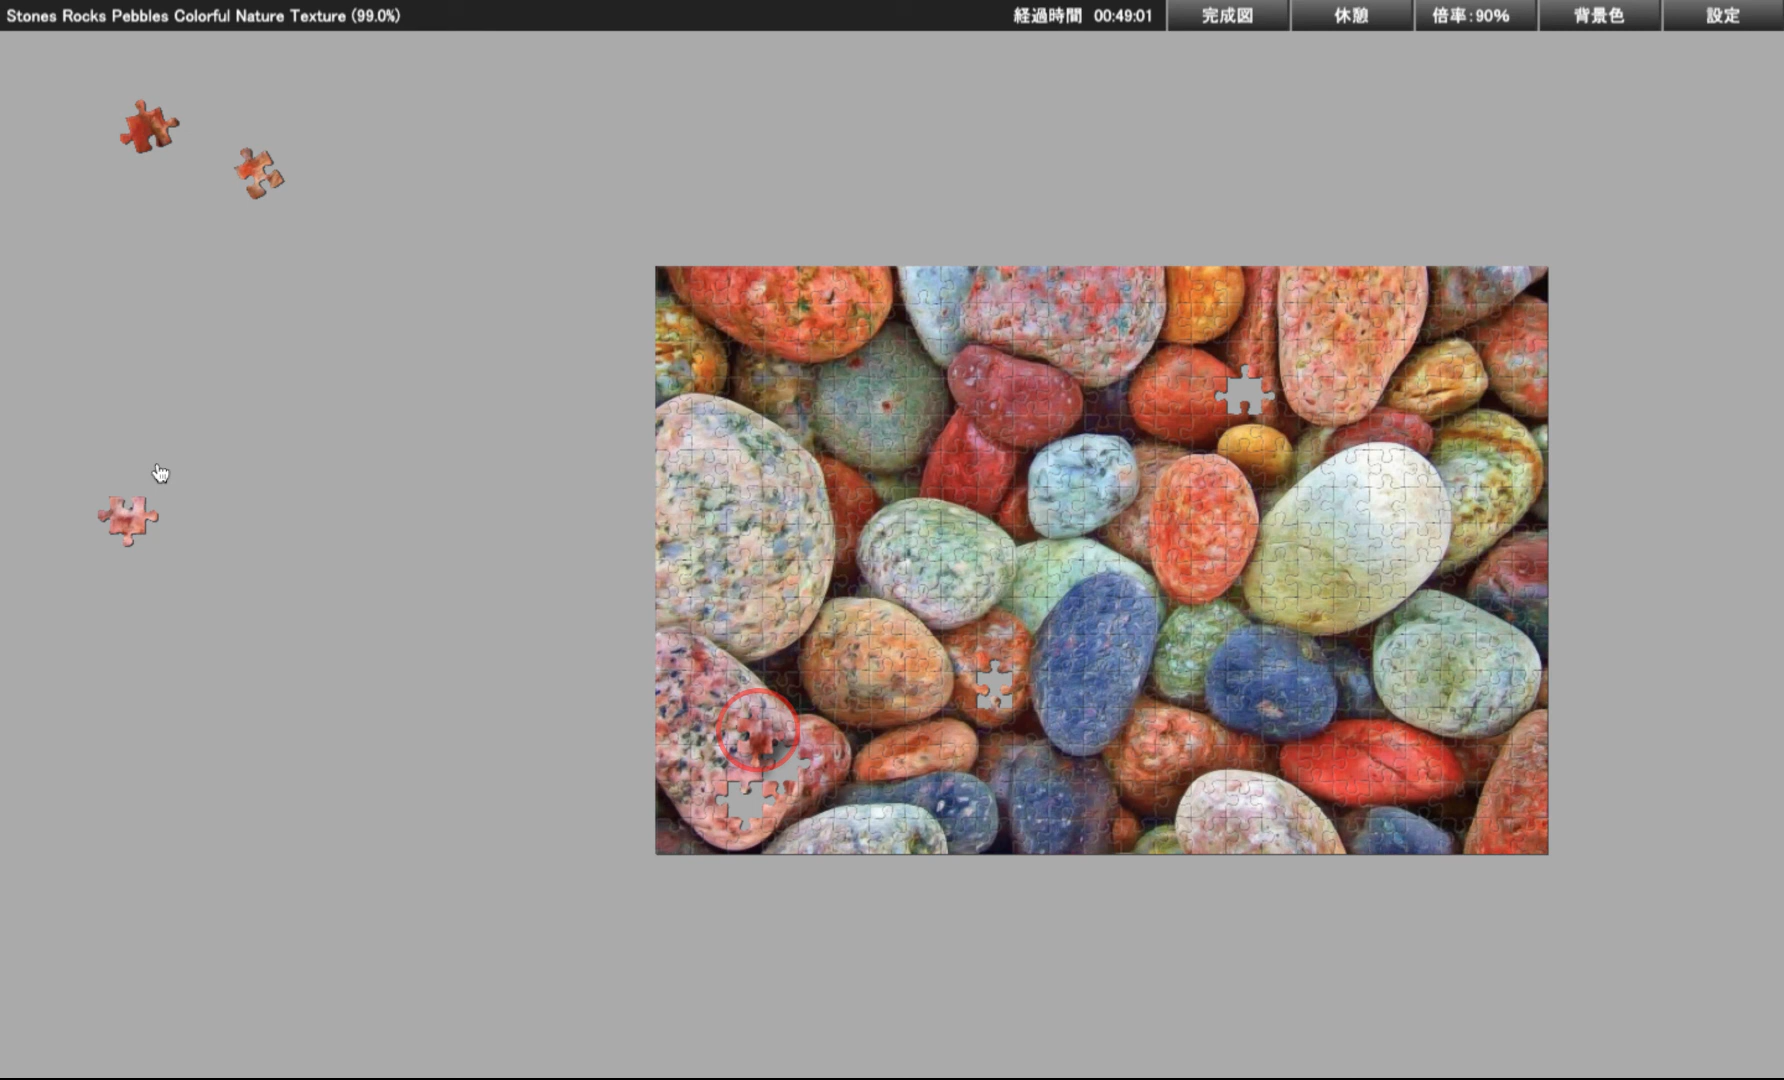 Stones Rocks Pebbles Colorful Nature Texture (99.0%)
経過時間 00:49:01
完成図
休憩
倍率:90%
背景色
設定